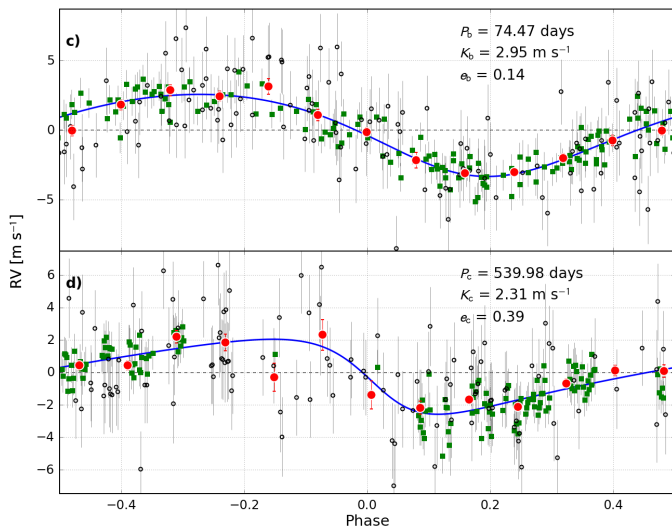 c)
P_b = 74.47 days
K_b = 2.95 m s⁻¹
e_b = 0.14
5
0
−5
RV [m s⁻¹]
d)
P_c = 539.98 days
K_c = 2.31 m s⁻¹
e_c = 0.39
6
4
2
0
−2
−4
−6
−0.4 −0.2 0.0 0.2 0.4
Phase